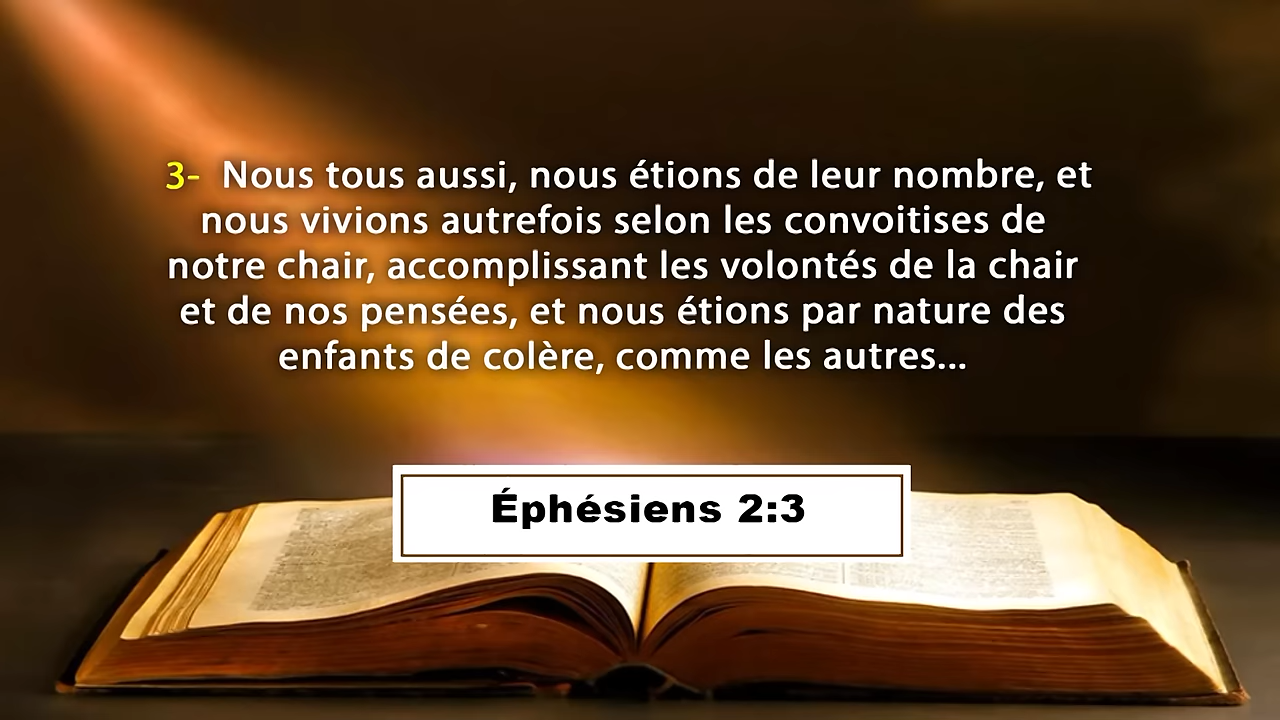 3- Nous tous aussi, nous étions de leur nombre, et
nous vivions autrefois selon les convoitises de
notre chair, accomplissant les volontés de la chair
et de nos pensées, et nous étions par nature des
enfants de colère, comme les autres...
Éphésiens 2:3